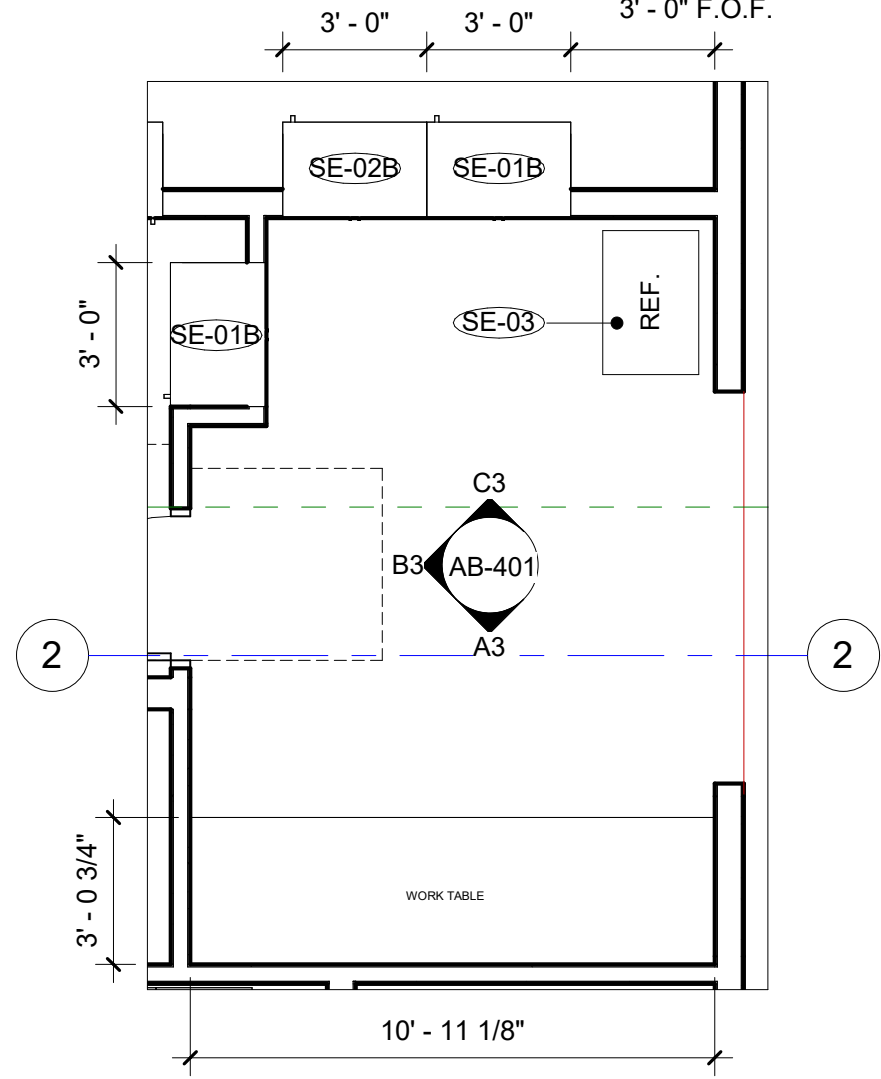 3' - 0"
3' - 0"
3' - 0" F.O.F.
SE-02B
SE-01B
3' - 0"
SE-01B
SE-03
REF.
C3
B3
AB-401
A3
2
2
3' - 0 3/4"
WORK TABLE
10' - 11 1/8"